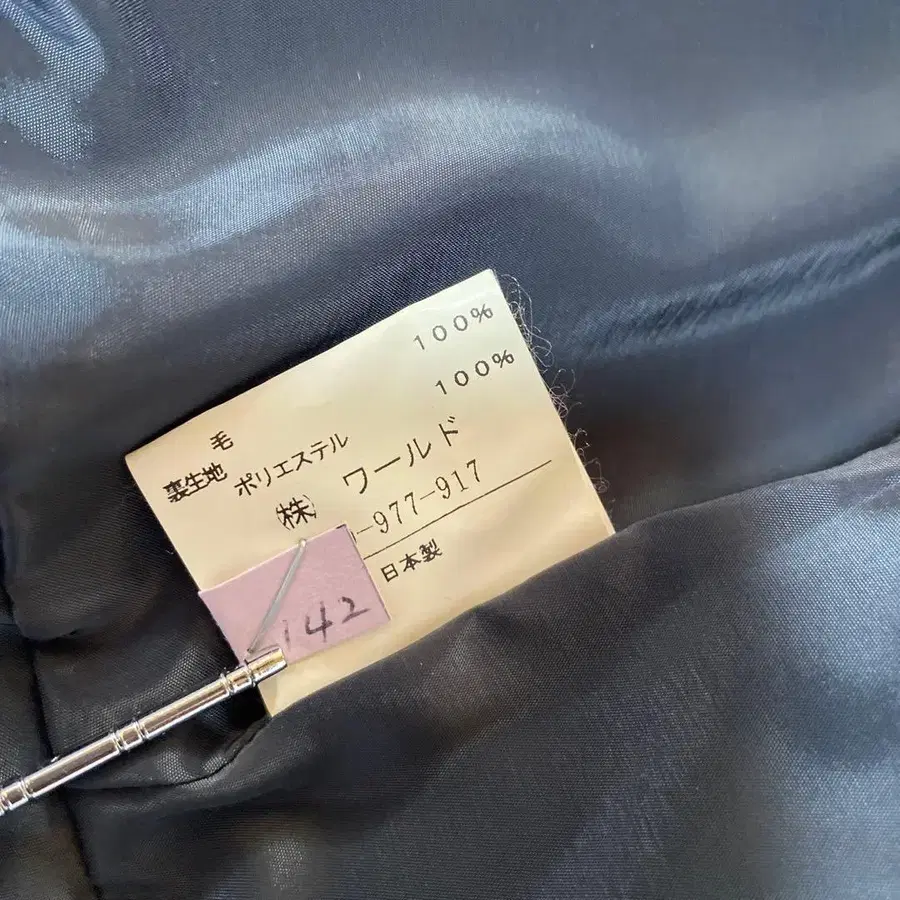 毛 100%
裏生地 ポリエステル 100%
㈱ ワールド
-977-917
日本製
142